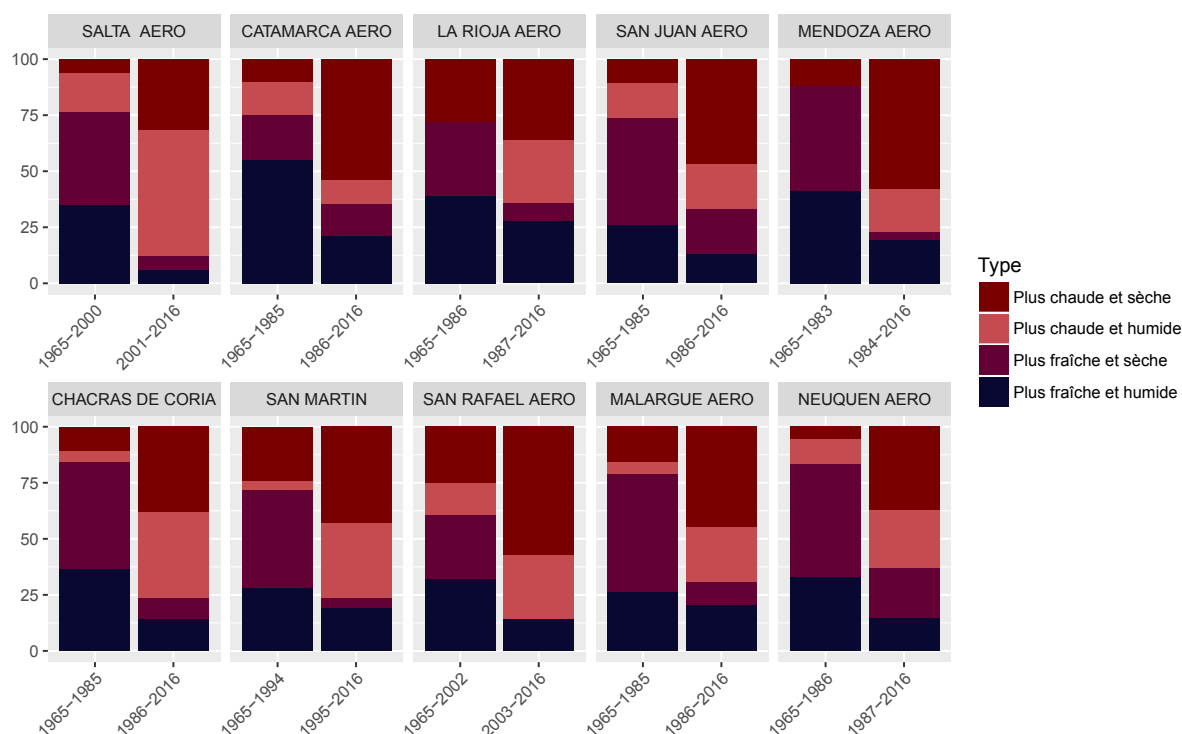 SALTA  AERO
CATAMARCA AERO
LA RIOJA AERO
SAN JUAN AERO
MENDOZA AERO
100
75
50
25
0
1965−2000
2001−2016
1965−1985
1986−2016
1965−1986
1987−2016
1965−1985
1986−2016
1965−1983
1984−2016
CHACRAS DE CORIA
SAN MARTIN
SAN RAFAEL AERO
MALARGUE AERO
NEUQUEN AERO
100
75
50
25
0
1965−1985
1986−2016
1965−1994
1995−2016
1965−2002
2003−2016
1965−1985
1986−2016
1965−1986
1987−2016
Type
Plus chaude et sèche
Plus chaude et humide
Plus fraîche et sèche
Plus fraîche et humide